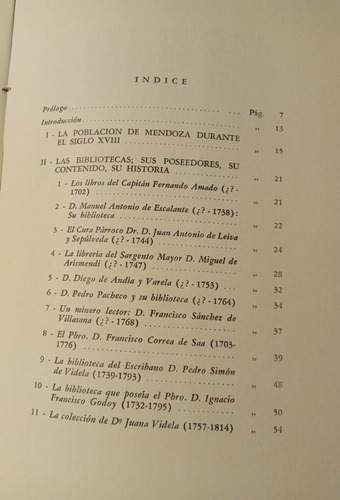 INDICE
Pág.
Prólogo ... 7
Introducción ... " 13
I - LA POBLACION DE MENDOZA DURANTE
EL SIGLO XVIII ... " 15
II - LAS BIBLIOTECAS; SUS POSEEDORES, SU
CONTENIDO, SU HISTORIA ... " 21
1 - Los libros del Capitán Fernando Amado (¿? -
1702) ... " 21
2 - D. Manuel Antonio de Escalante (¿? - 1738):
Su biblioteca ... " 22
3 - El Cura Párroco Dr. D. Juan Antonio de Leiva
y Sepúlveda (¿? - 1744) ... " 24
4 - La librería del Sargento Mayor D. Miguel de
Arismendi (¿? - 1747) ... " 28
5 - D. Diego de Andía y Varela (¿? - 1753) ... " 32
6 - D. Pedro Pacheco y su biblioteca (¿? - 1764) " 34
7 - Un minero lector: D. Francisco Sánchez de
Villasana (¿? - 1768) ... " 37
8 - El Pbro. D. Francisco Correa de Saa (1703-
1776) ... " 39
9 - La biblioteca del Escribano D. Pedro Simón
de Videla (1739-1793) ... " 48
10 - La biblioteca que poseía el Pbro. D. Ignacio
Francisco Godoy (1732-1795) ... " 50
11 - La colección de Dª Juana Videla (1757-1814) " 54